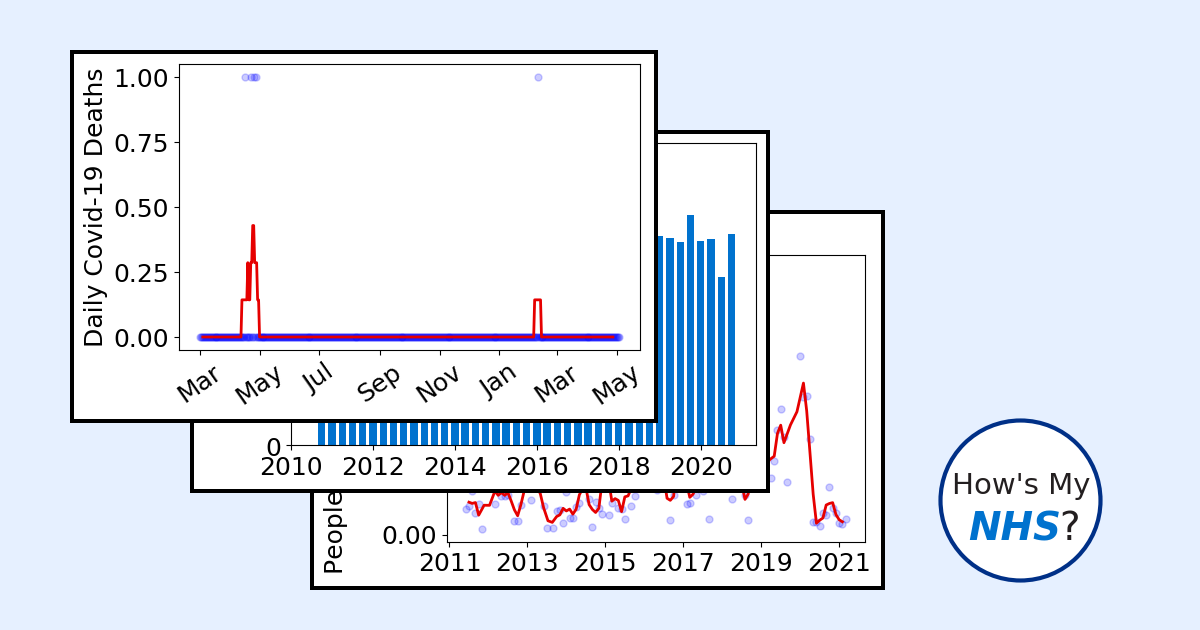 Daily Covid-19 Deaths
1.00
0.75
0.50
0.25
0.00
Mar May Jul Sep Nov Jan Mar May
0
2010 2012 2014 2016 2018 2020
People
0.00
2011 2013 2015 2017 2019 2021
How's My
NHS?